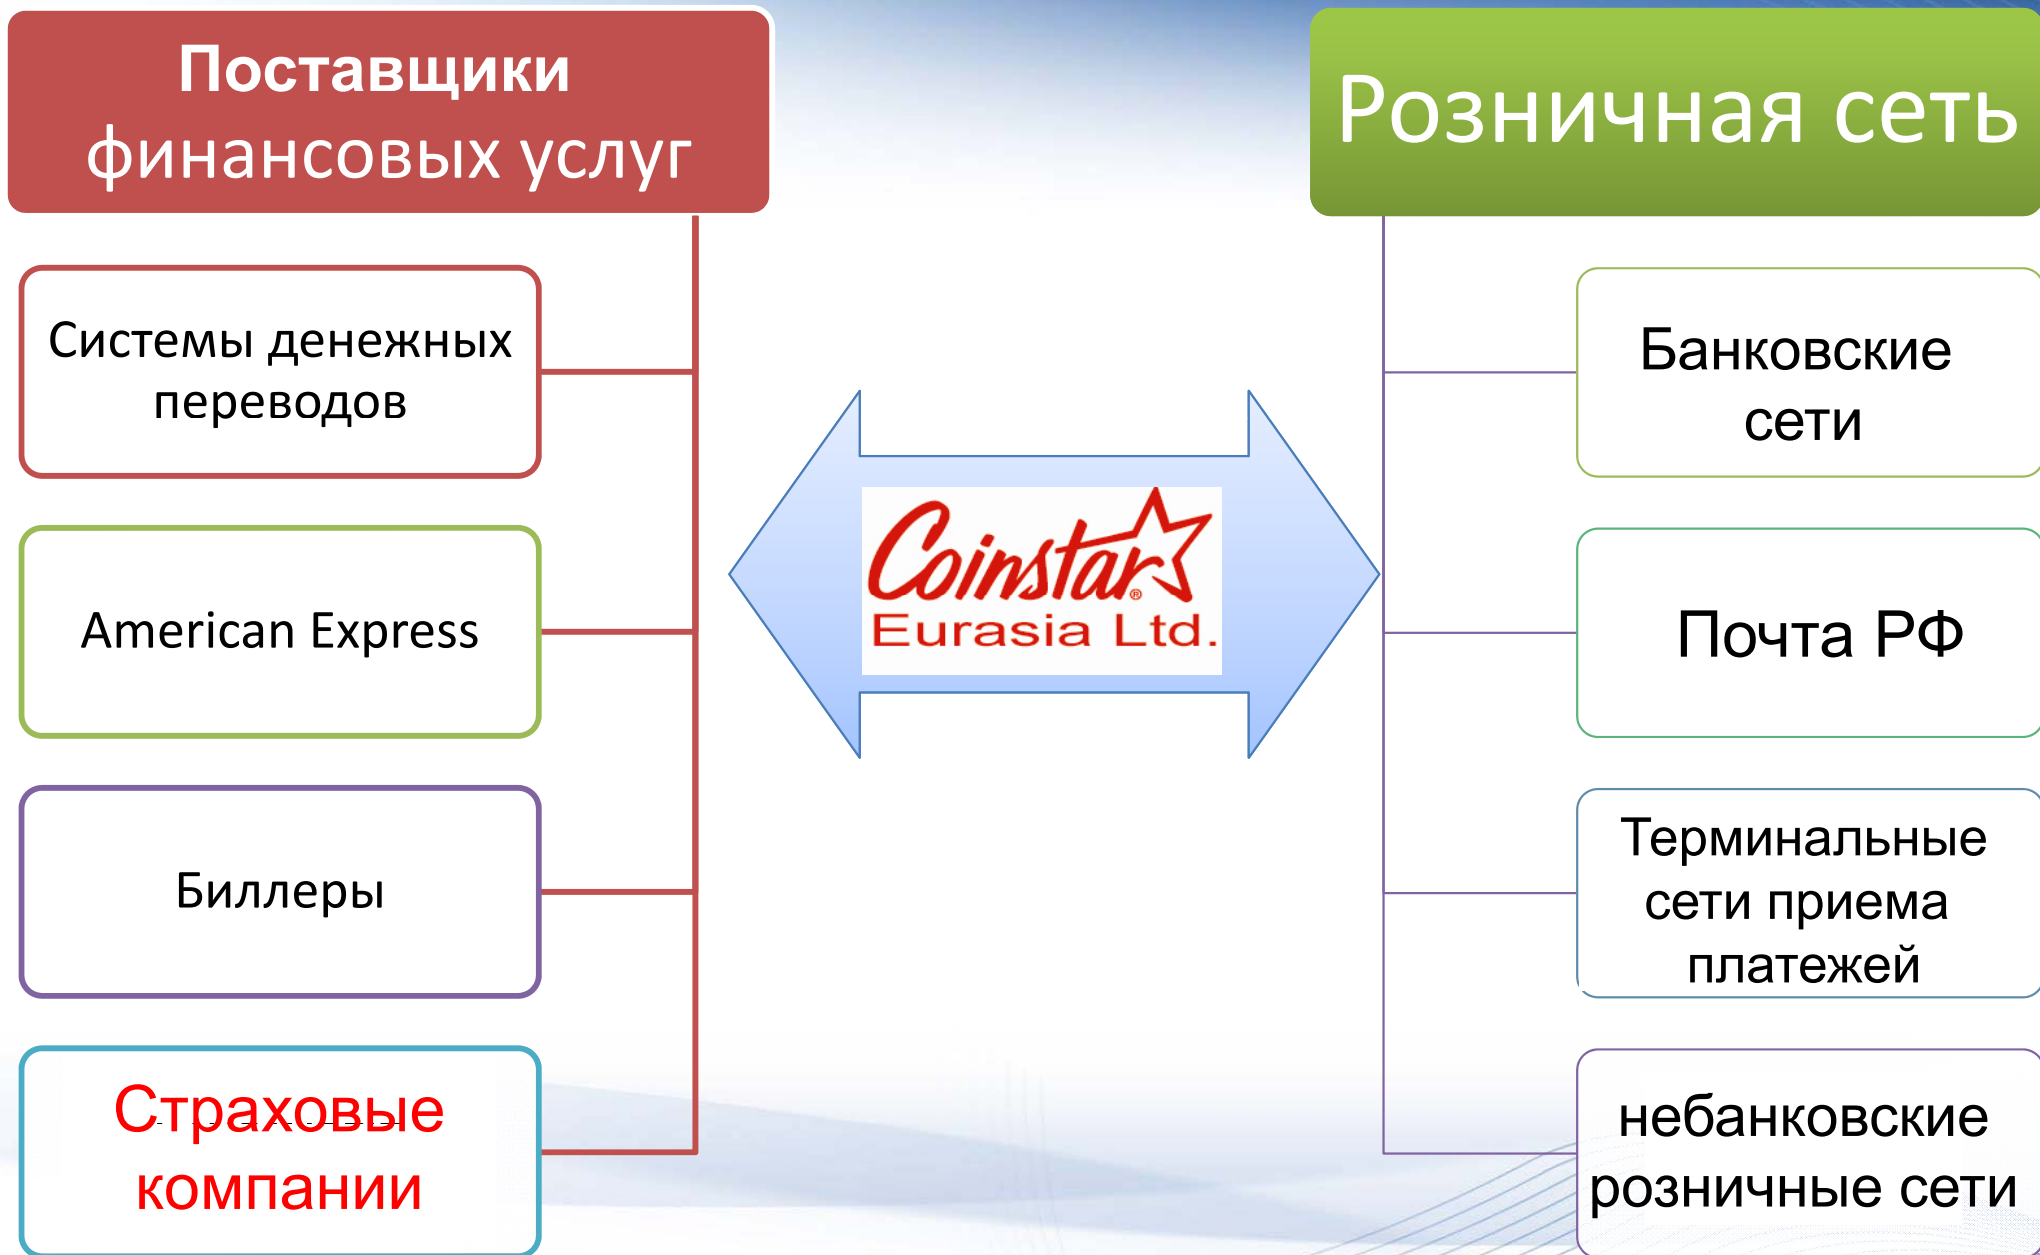 Поставщики
финансовых услуг
Системы денежных
переводов
American Express
Биллеры
Страховые
компании
Coinstar®
Eurasia Ltd.
Розничная сеть
Банковские
сети
Почта РФ
Терминальные
сети приема
платежей
небанковские
розничные сети